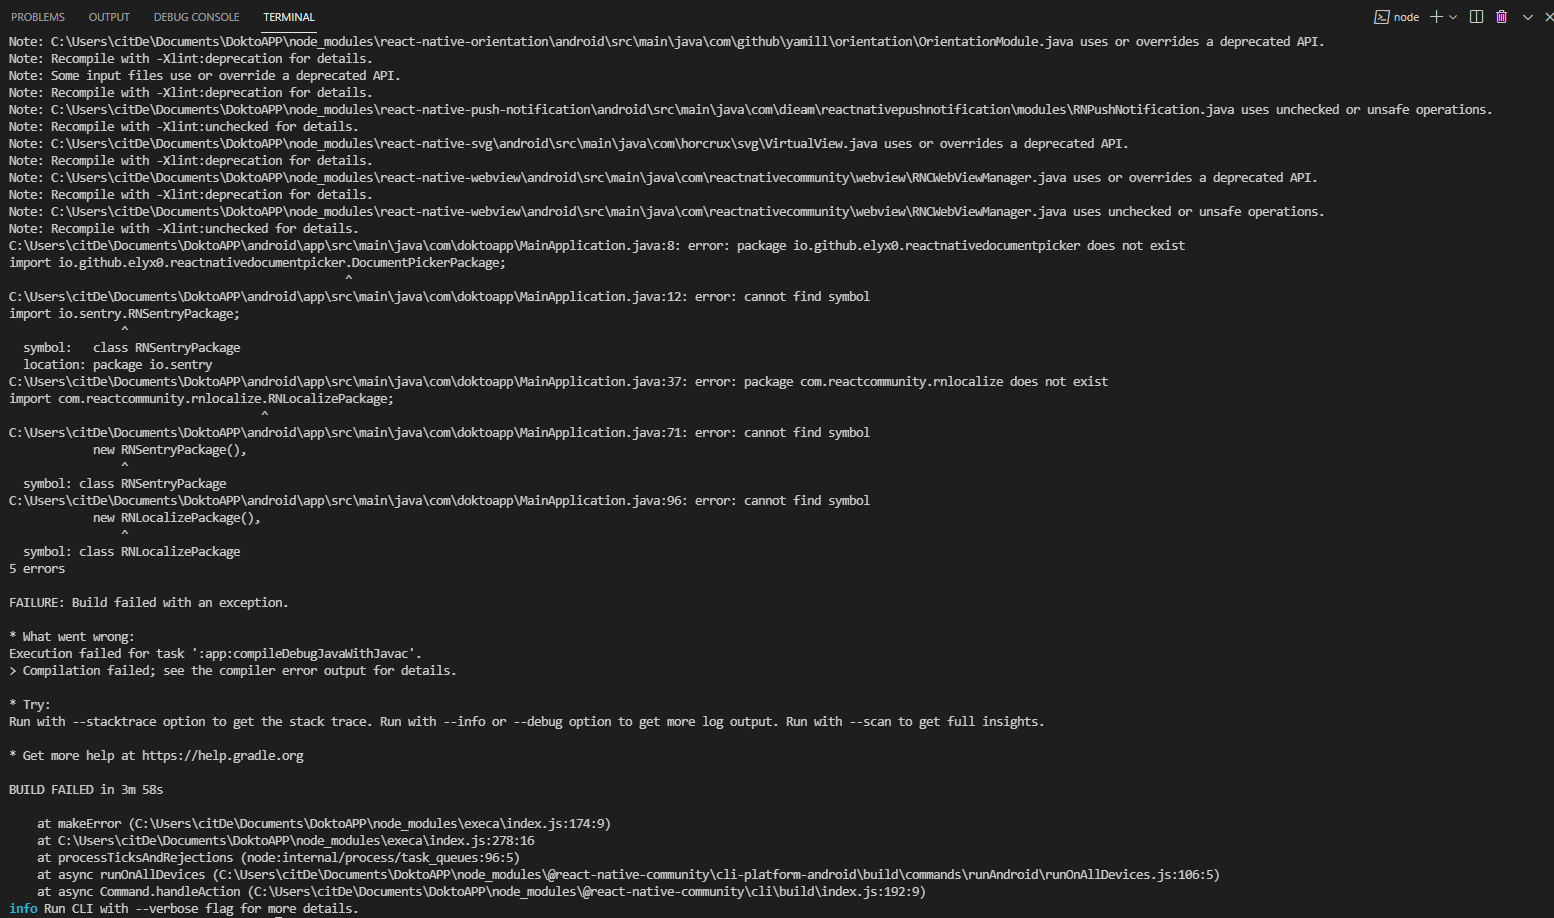 PROBLEMS OUTPUT DEBUG CONSOLE TERMINAL node
Note: C:\Users\citDe\Documents\DoktoAPP\node_modules\react-native-orientation\android\src\main\java\com\github\yamill\orientation\OrientationModule.java uses or overrides a deprecated API.
Note: Recompile with -Xlint:deprecation for details.
Note: Some input files use or override a deprecated API.
Note: Recompile with -Xlint:deprecation for details.
Note: C:\Users\citDe\Documents\DoktoAPP\node_modules\react-native-push-notification\android\src\main\java\com\dieam\reactnativepushnotification\modules\RNPushNotification.java uses unchecked or unsafe operations.
Note: Recompile with -Xlint:unchecked for details.
Note: C:\Users\citDe\Documents\DoktoAPP\node_modules\react-native-svg\android\src\main\java\com\horcrux\svg\VirtualView.java uses or overrides a deprecated API.
Note: Recompile with -Xlint:deprecation for details.
Note: C:\Users\citDe\Documents\DoktoAPP\node_modules\react-native-webview\android\src\main\java\com\reactnativecommunity\webview\RNCWebViewManager.java uses or overrides a deprecated API.
Note: Recompile with -Xlint:deprecation for details.
Note: C:\Users\citDe\Documents\DoktoAPP\node_modules\react-native-webview\android\src\main\java\com\reactnativecommunity\webview\RNCWebViewManager.java uses unchecked or unsafe operations.
Note: Recompile with -Xlint:unchecked for details.
C:\Users\citDe\Documents\DoktoAPP\android\app\src\main\java\com\doktoapp\MainApplication.java:8: error: package io.github.elyx0.reactnativedocumentpicker does not exist
import io.github.elyx0.reactnativedocumentpicker.DocumentPickerPackage;
^
C:\Users\citDe\Documents\DoktoAPP\android\app\src\main\java\com\doktoapp\MainApplication.java:12: error: cannot find symbol
import io.sentry.RNSentryPackage;
^
symbol:   class RNSentryPackage
location: package io.sentry
C:\Users\citDe\Documents\DoktoAPP\android\app\src\main\java\com\doktoapp\MainApplication.java:37: error: package com.reactcommunity.rnlocalize does not exist
import com.reactcommunity.rnlocalize.RNLocalizePackage;
^
C:\Users\citDe\Documents\DoktoAPP\android\app\src\main\java\com\doktoapp\MainApplication.java:71: error: cannot find symbol
new RNSentryPackage(),
^
symbol: class RNSentryPackage
C:\Users\citDe\Documents\DoktoAPP\android\app\src\main\java\com\doktoapp\MainApplication.java:96: error: cannot find symbol
new RNLocalizePackage(),
^
symbol: class RNLocalizePackage
5 errors
FAILURE: Build failed with an exception.
* What went wrong:
Execution failed for task ':app:compileDebugJavaWithJavac'.
> Compilation failed; see the compiler error output for details.
* Try:
Run with --stacktrace option to get the stack trace. Run with --info or --debug option to get more log output. Run with --scan to get full insights.
* Get more help at https://help.gradle.org
BUILD FAILED in 3m 58s
at makeError (C:\Users\citDe\Documents\DoktoAPP\node_modules\execa\index.js:174:9)
at C:\Users\citDe\Documents\DoktoAPP\node_modules\execa\index.js:278:16
at processTicksAndRejections (node:internal/process/task_queues:96:5)
at async runOnAllDevices (C:\Users\citDe\Documents\DoktoAPP\node_modules\@react-native-community\cli-platform-android\build\commands\runAndroid\runOnAllDevices.js:106:5)
at async Command.handleAction (C:\Users\citDe\Documents\DoktoAPP\node_modules\@react-native-community\cli\build\index.js:192:9)
info Run CLI with --verbose flag for more details.